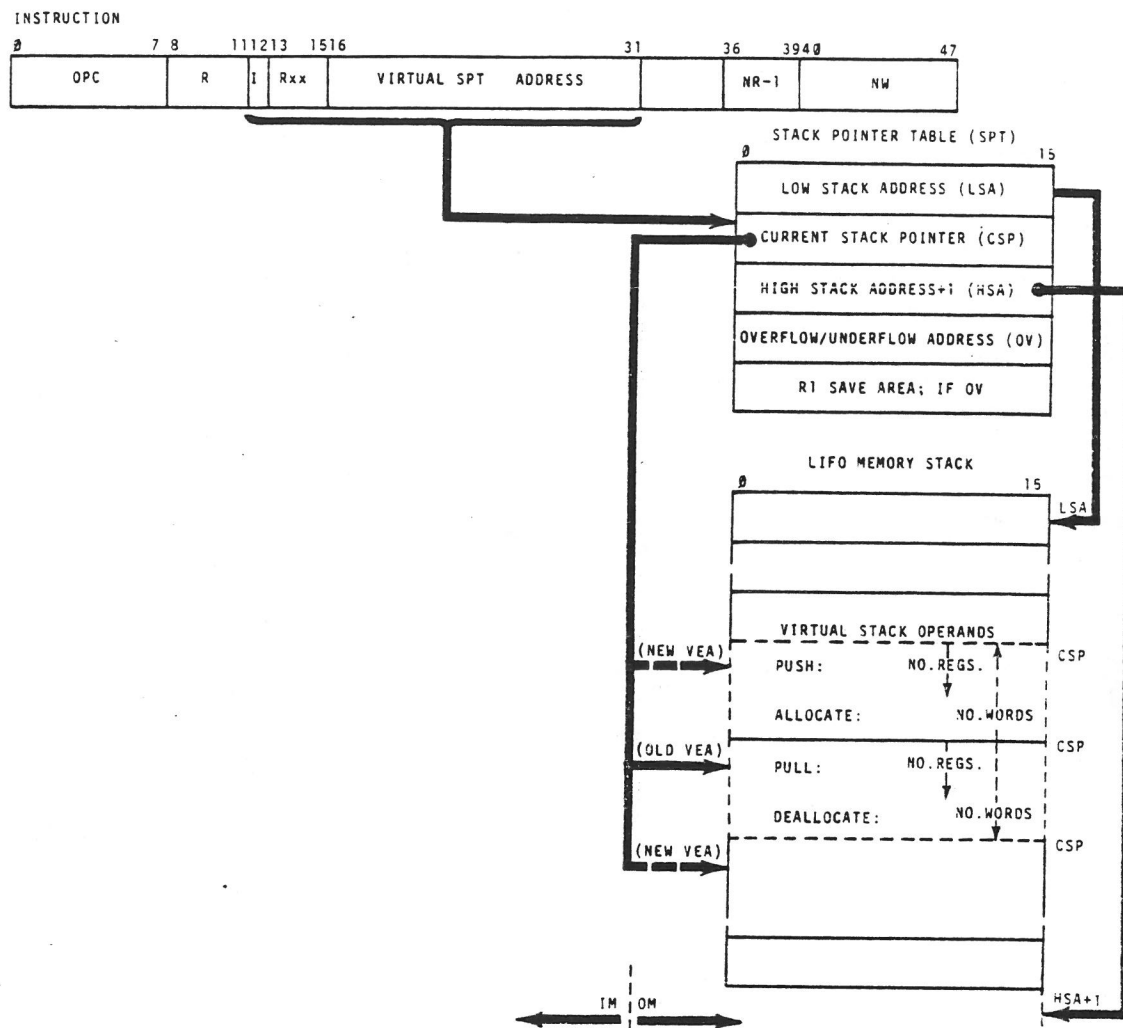 INSTRUCTION
0 7 8 11 12 13 15 16 31 36 39 40 47
OPC R I Rxx VIRTUAL SPT ADDRESS NR-1 NW
STACK POINTER TABLE (SPT)
0 15
LOW STACK ADDRESS (LSA)
CURRENT STACK POINTER (CSP)
HIGH STACK ADDRESS+1 (HSA)
OVERFLOW/UNDERFLOW ADDRESS (OV)
R1 SAVE AREA; IF OV
LIFO MEMORY STACK
0 15
LSA
VIRTUAL STACK OPERANDS
(NEW VEA) PUSH: NO.REGS. CSP
ALLOCATE: NO.WORDS
(OLD VEA) PULL: NO.REGS. CSP
DEALLOCATE: NO.WORDS
(NEW VEA) CSP
IM OM HSA+1